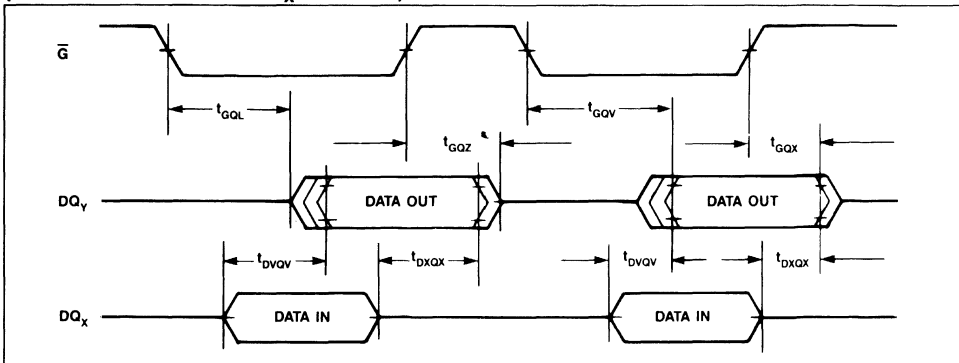 G̅
t_GQL
t_GQV
t_GQZ
t_GQX
DQ_Y
DATA OUT
DATA OUT
t_DVQV
t_DXQX
t_DVQV
t_DXQX
DQ_X
DATA IN
DATA IN